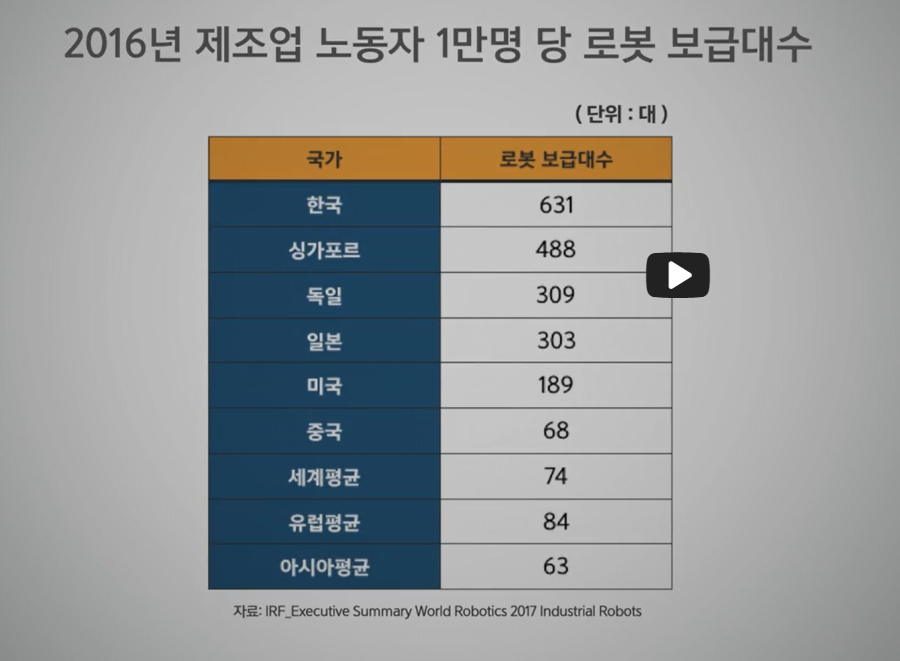 2016년 제조업 노동자 1만명 당 로봇 보급대수
( 단위 : 대 )
국가 로봇 보급대수
한국 631
싱가포르 488
독일 309
일본 303
미국 189
중국 68
세계평균 74
유럽평균 84
아시아평균 63
자료: IRF_Executive Summary World Robotics 2017 Industrial Robots